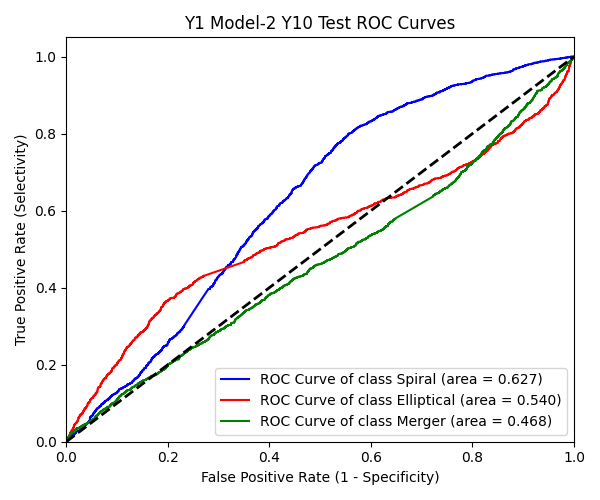 Y1 Model-2 Y10 Test ROC Curves
True Positive Rate (Selectivity)
1.0
0.8
0.6
0.4
0.2
0.0
ROC Curve of class Spiral (area = 0.627)
ROC Curve of class Elliptical (area = 0.540)
ROC Curve of class Merger (area = 0.468)
0.0 0.2 0.4 0.6 0.8 1.0
False Positive Rate (1 - Specificity)